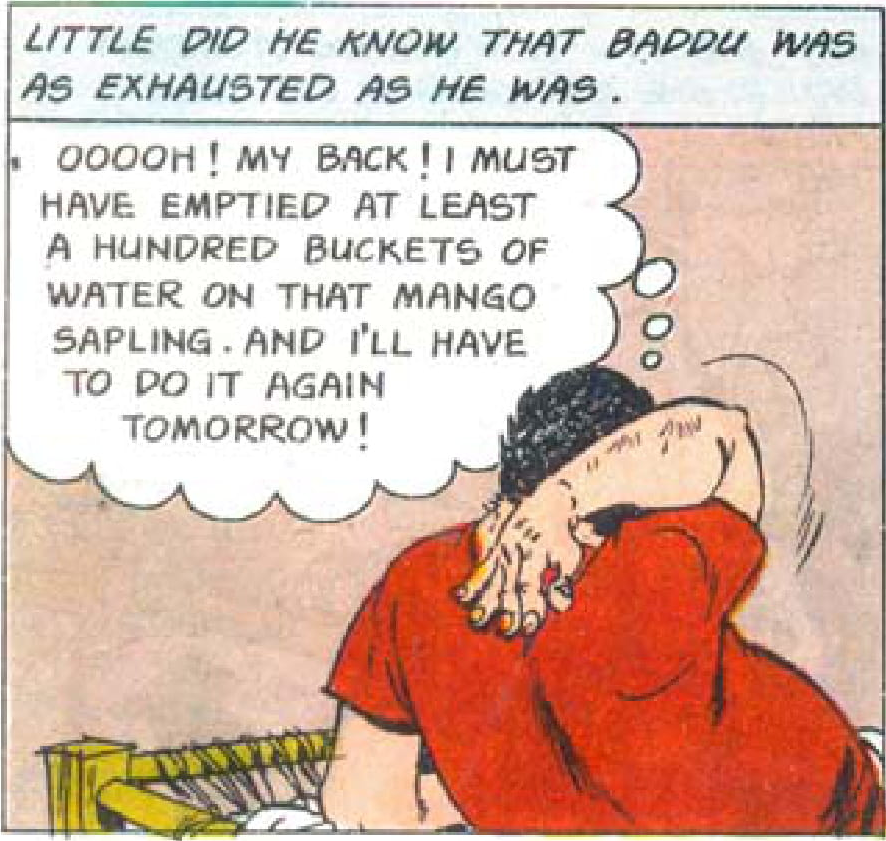 LITTLE DID HE KNOW THAT BADDU WAS
AS EXHAUSTED AS HE WAS.
OOOOH! MY BACK! I MUST
HAVE EMPTIED AT LEAST
A HUNDRED BUCKETS OF
WATER ON THAT MANGO
SAPLING. AND I'LL HAVE
TO DO IT AGAIN
TOMORROW!